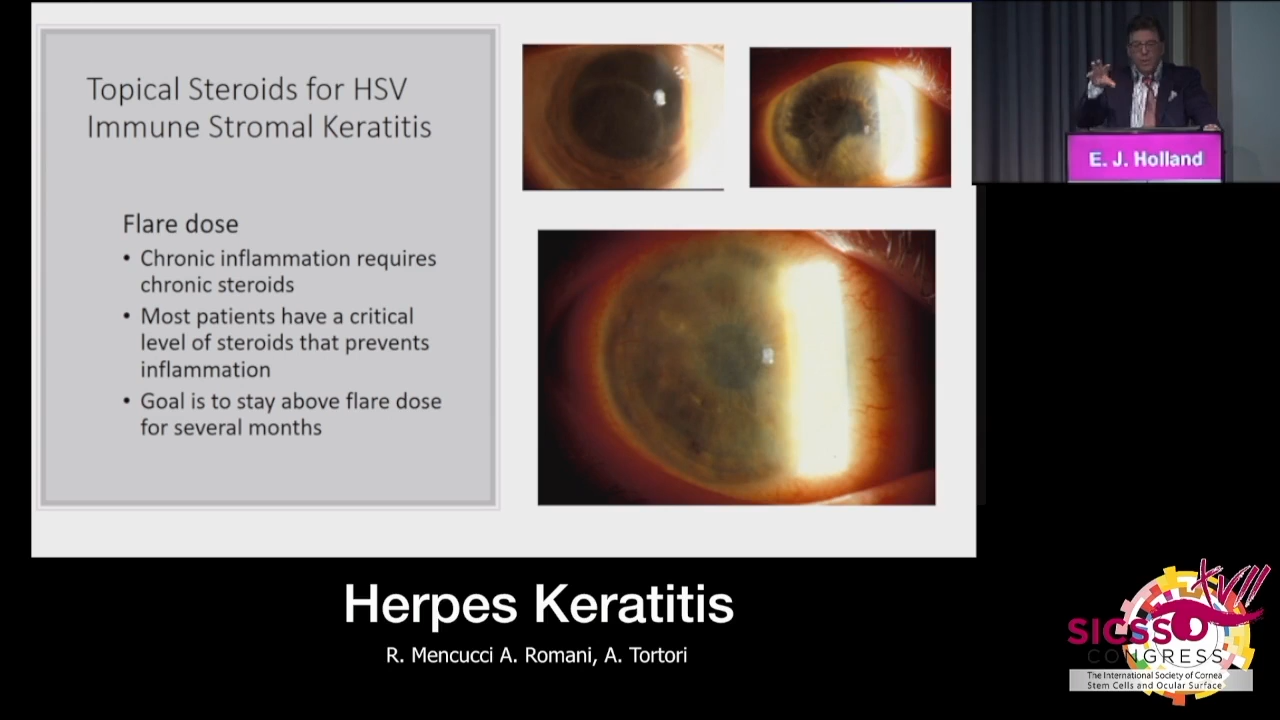 Topical Steroids for HSV
Immune Stromal Keratitis
Flare dose
• Chronic inflammation requires
chronic steroids
• Most patients have a critical
level of steroids that prevents
inflammation
• Goal is to stay above flare dose
for several months
E. J. Holland
Herpes Keratitis
R. Mencucci A. Romani, A. Tortori
XVII
SICSSO
CONGRESS
The International Society of Cornea
Stem Cells and Ocular Surface